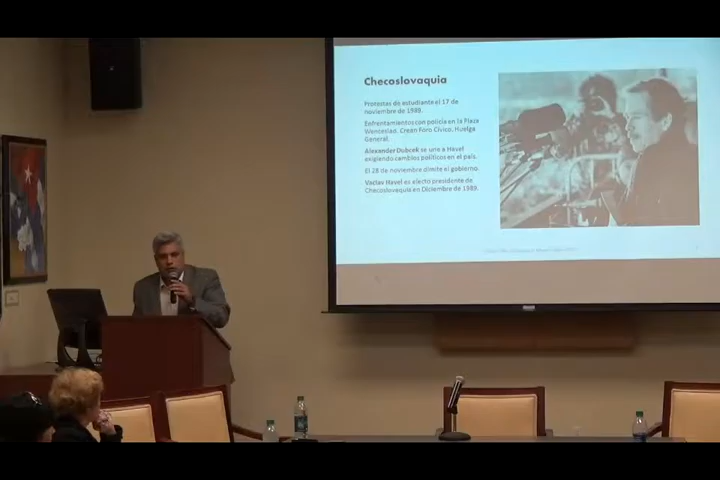 Checoslovaquia
Protestas de estudiante el 17 de
noviembre de 1989.
Enfrentamientos con policía en la Plaza
Wenceslao. Crean Foro Cívico. Huelga
General.
Alexander Dubcek se une a Havel
exigiendo cambios políticos en el país.
El 28 de noviembre dimite el gobierno.
Vaclav Havel es electo presidente de
Checoslovaquia en Diciembre de 1989.